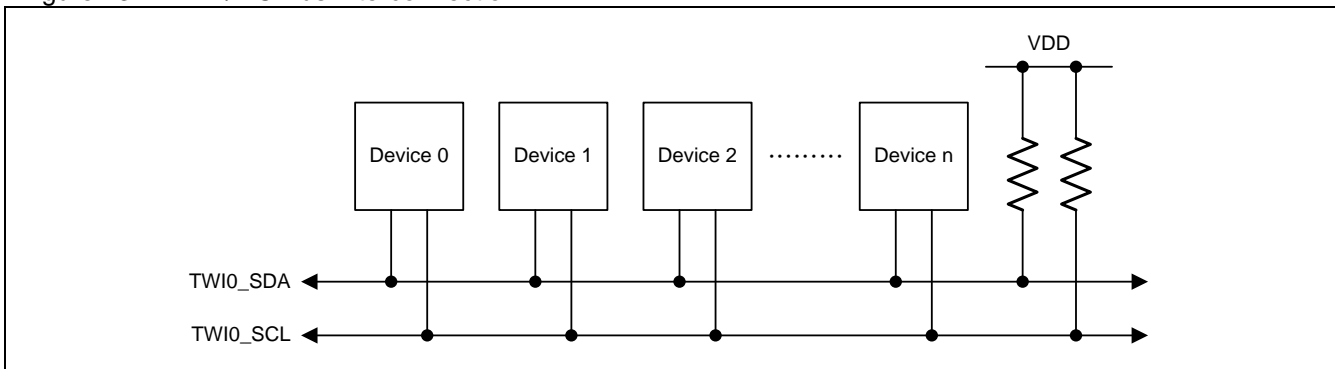 VDD
Device 0 Device 1 Device 2 ......... Device n
TWI0_SDA
TWI0_SCL